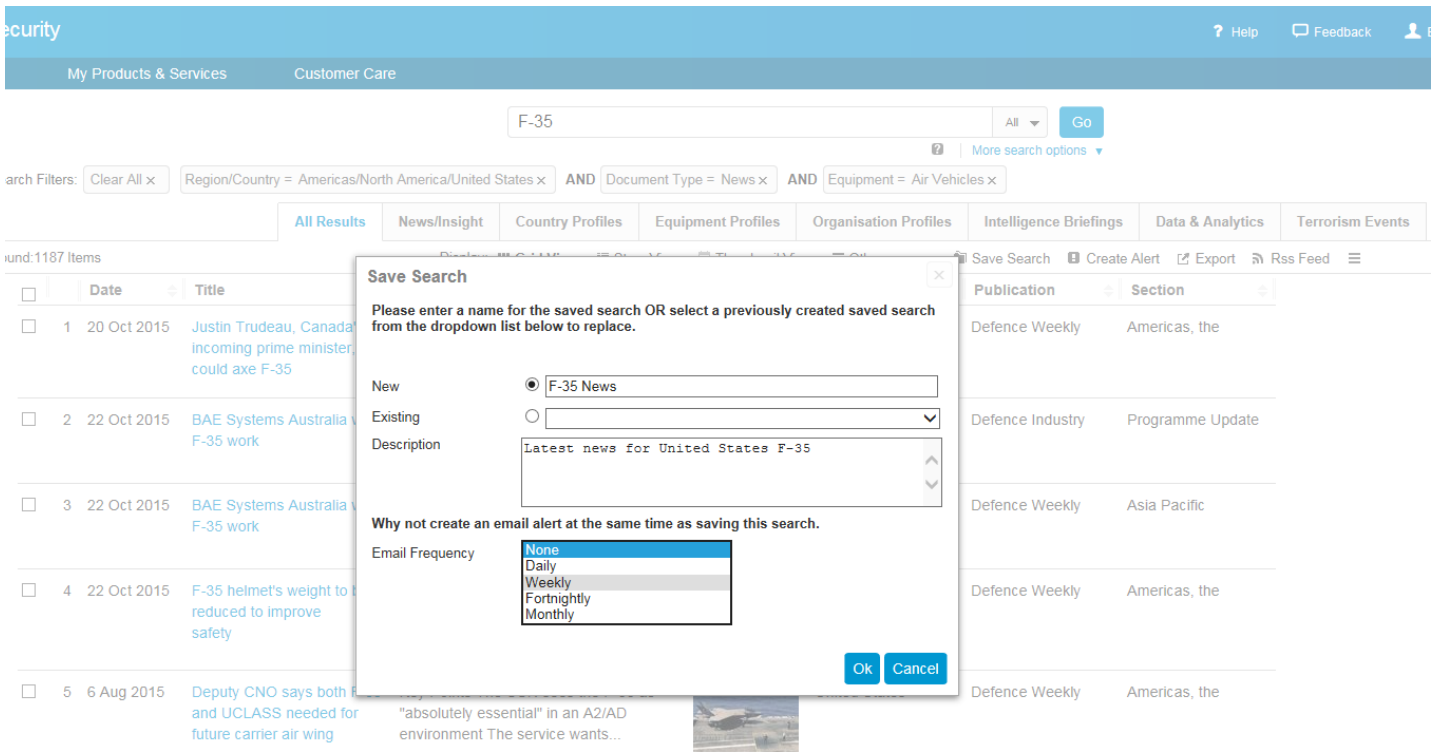 ecurity
? Help Feedback
My Products & Services Customer Care
F-35 All Go
? More search options
arch Filters: Clear All x Region/Country = Americas/North America/United States x AND Document Type = News x AND Equipment = Air Vehicles x
All Results News/Insight Country Profiles Equipment Profiles Organisation Profiles Intelligence Briefings Data & Analytics Terrorism Events
ound:1187 Items Save Search Create Alert Export Rss Feed
Date Title Publication Section
Save Search
Please enter a name for the saved search OR select a previously created saved search
from the dropdown list below to replace.
New F-35 News
Existing
Description Latest news for United States F-35
Why not create an email alert at the same time as saving this search.
Email Frequency None
Daily
Weekly
Fortnightly
Monthly
Ok Cancel
1 20 Oct 2015 Justin Trudeau, Canada' Defence Weekly Americas, the
incoming prime minister,
could axe F-35
2 22 Oct 2015 BAE Systems Australia Defence Industry Programme Update
F-35 work
3 22 Oct 2015 BAE Systems Australia Defence Weekly Asia Pacific
F-35 work
4 22 Oct 2015 F-35 helmet's weight to Defence Weekly Americas, the
reduced to improve
safety
5 6 Aug 2015 Deputy CNO says both Defence Weekly Americas, the
and UCLASS needed for "absolutely essential" in an A2/AD
future carrier air wing environment The service wants...